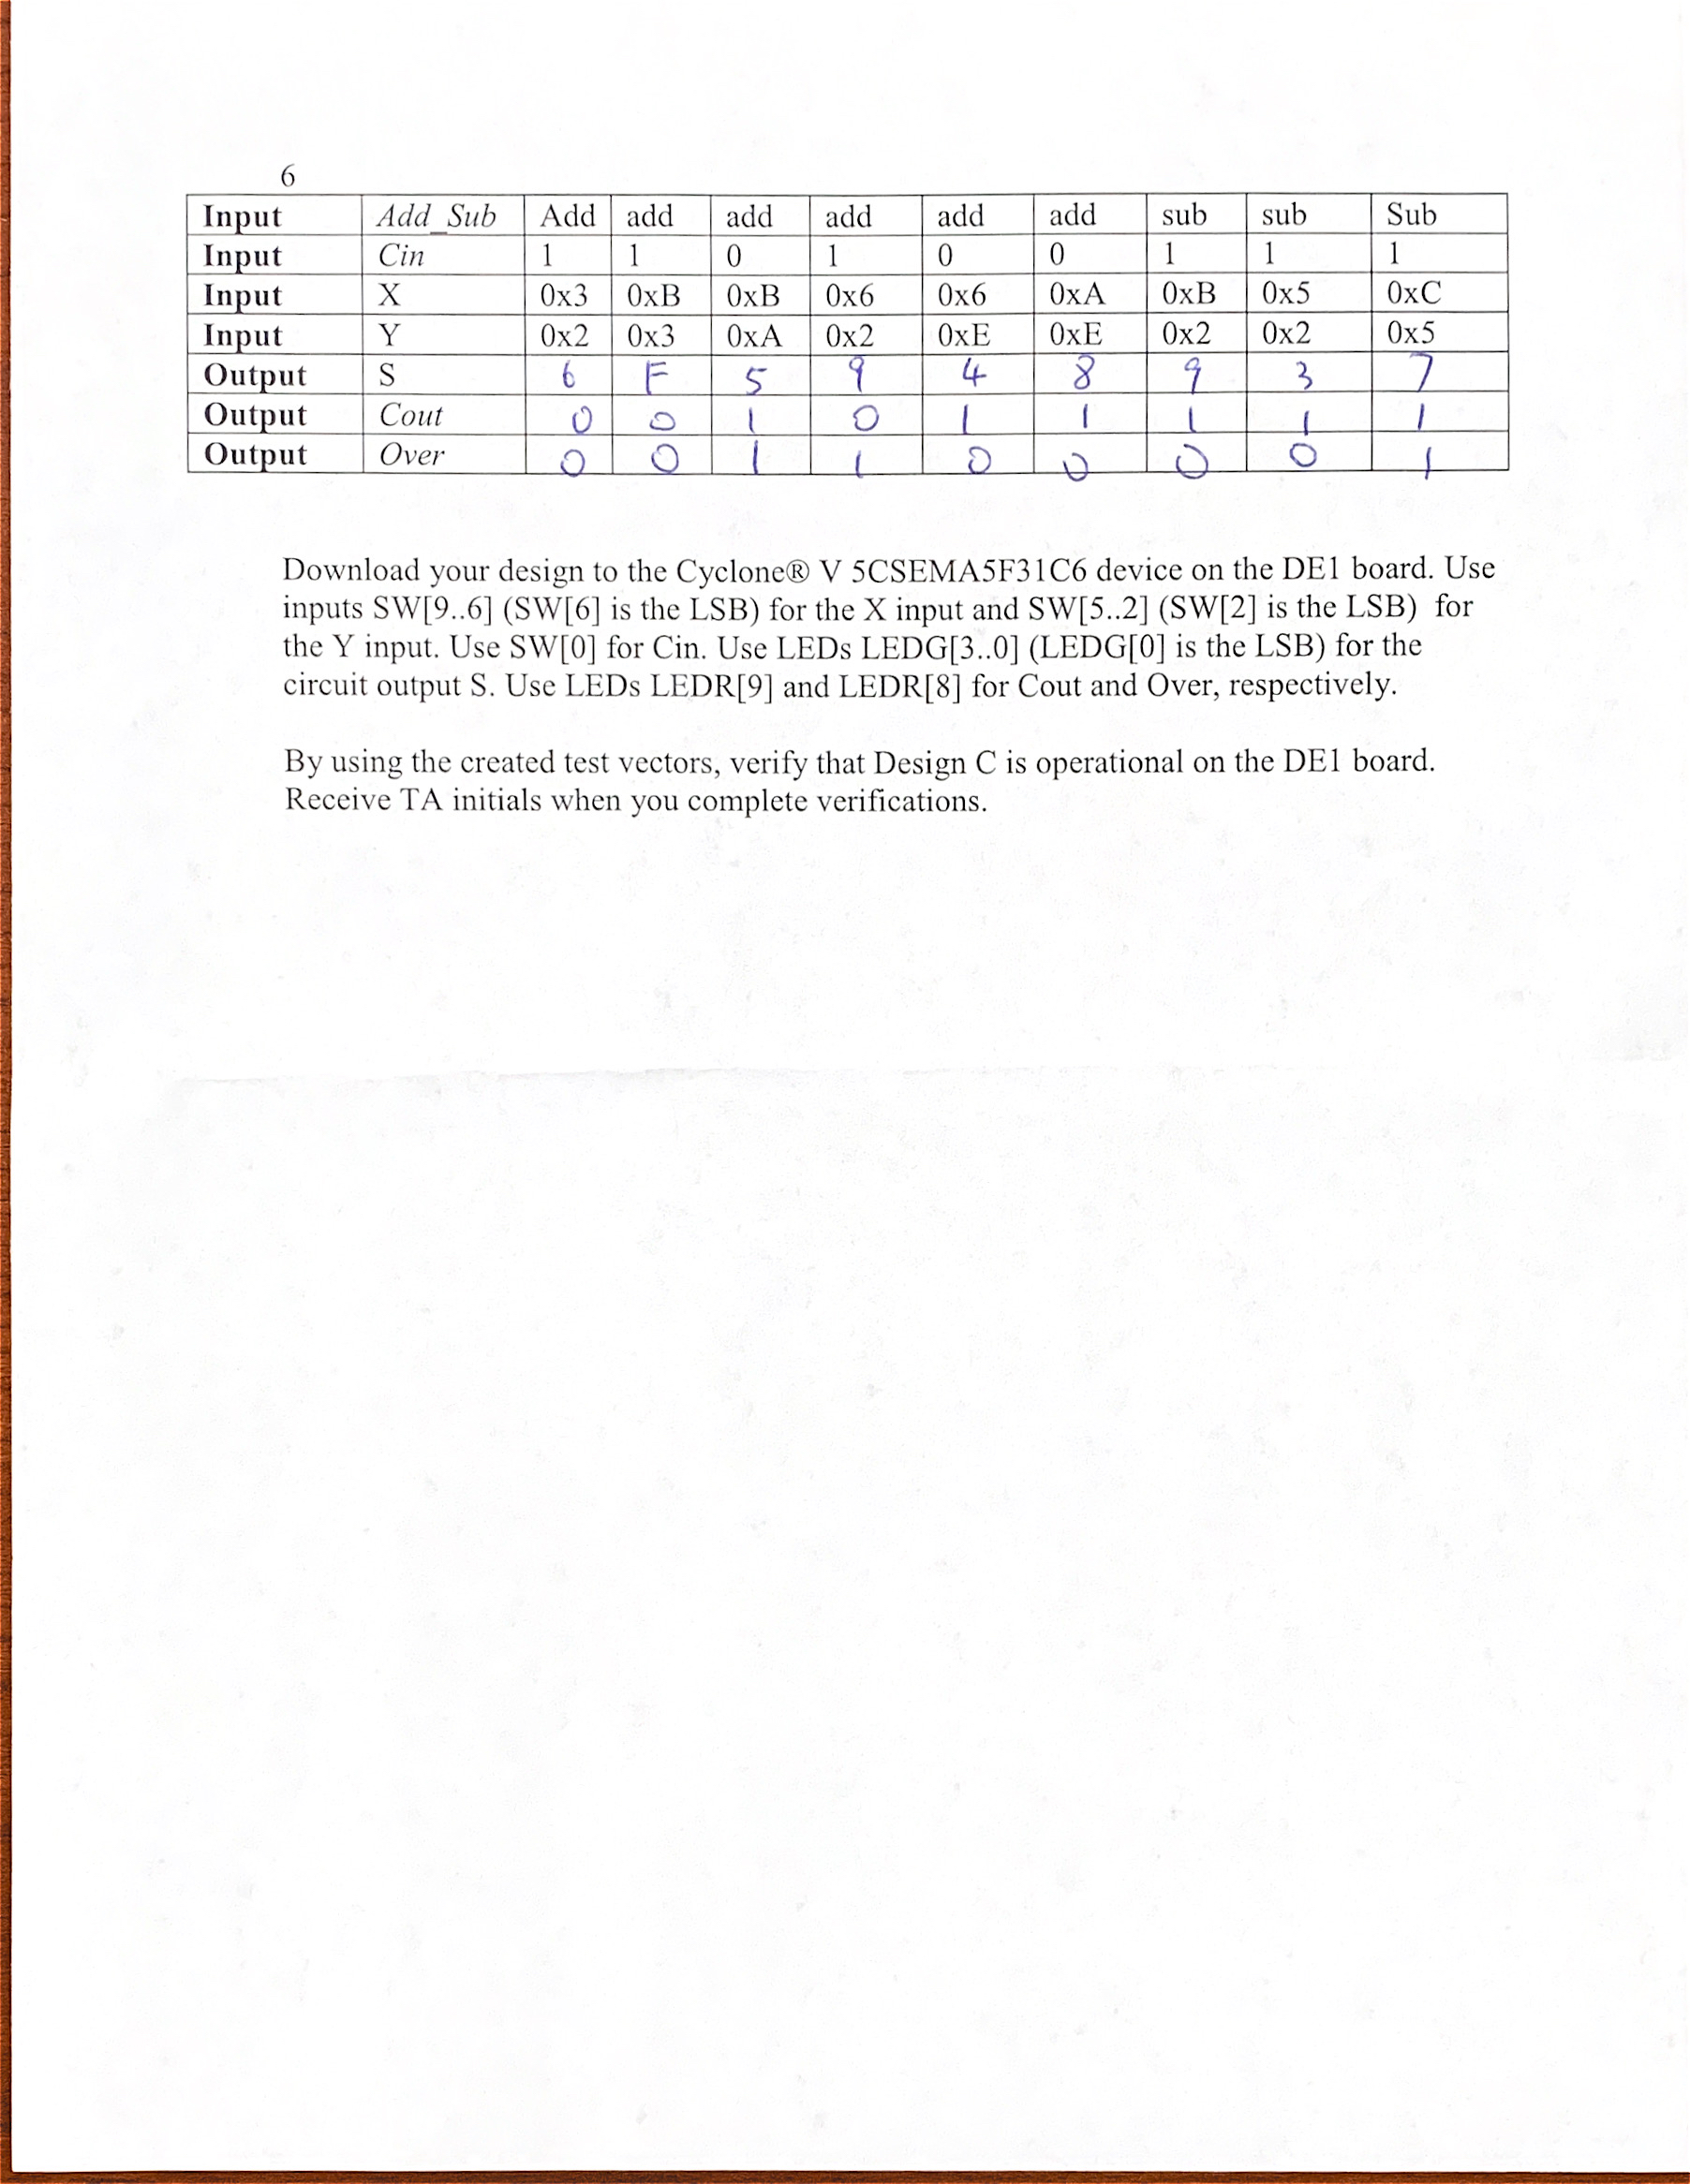 6
Input Add_Sub Add add add add add add sub sub Sub
Input Cin 1 1 0 1 0 0 1 1 1
Input X 0x3 0xB 0xB 0x6 0x6 0xA 0xB 0x5 0xC
Input Y 0x2 0x3 0xA 0x2 0xE 0xE 0x2 0x2 0x5
Output S 6 F 5 9 4 8 9 3 7
Output Cout 0 0 1 0 1 1 1 1 1
Output Over 0 0 1 1 0 0 0 0 1
Download your design to the Cyclone® V 5CSEMA5F31C6 device on the DE1 board. Use
inputs SW[9..6] (SW[6] is the LSB) for the X input and SW[5..2] (SW[2] is the LSB) for
the Y input. Use SW[0] for Cin. Use LEDs LEDG[3..0] (LEDG[0] is the LSB) for the
circuit output S. Use LEDs LEDR[9] and LEDR[8] for Cout and Over, respectively.
By using the created test vectors, verify that Design C is operational on the DE1 board.
Receive TA initials when you complete verifications.